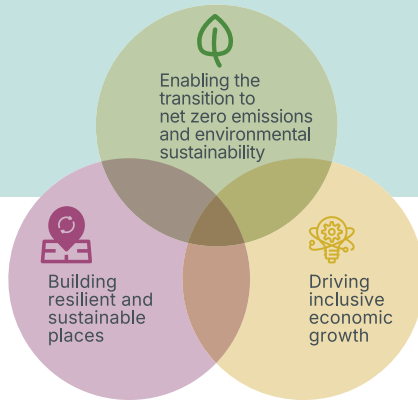 Enabling the
transition to
net zero emissions
and environmental
sustainability
Building
resilient and
sustainable
places
Driving
inclusive
economic
growth